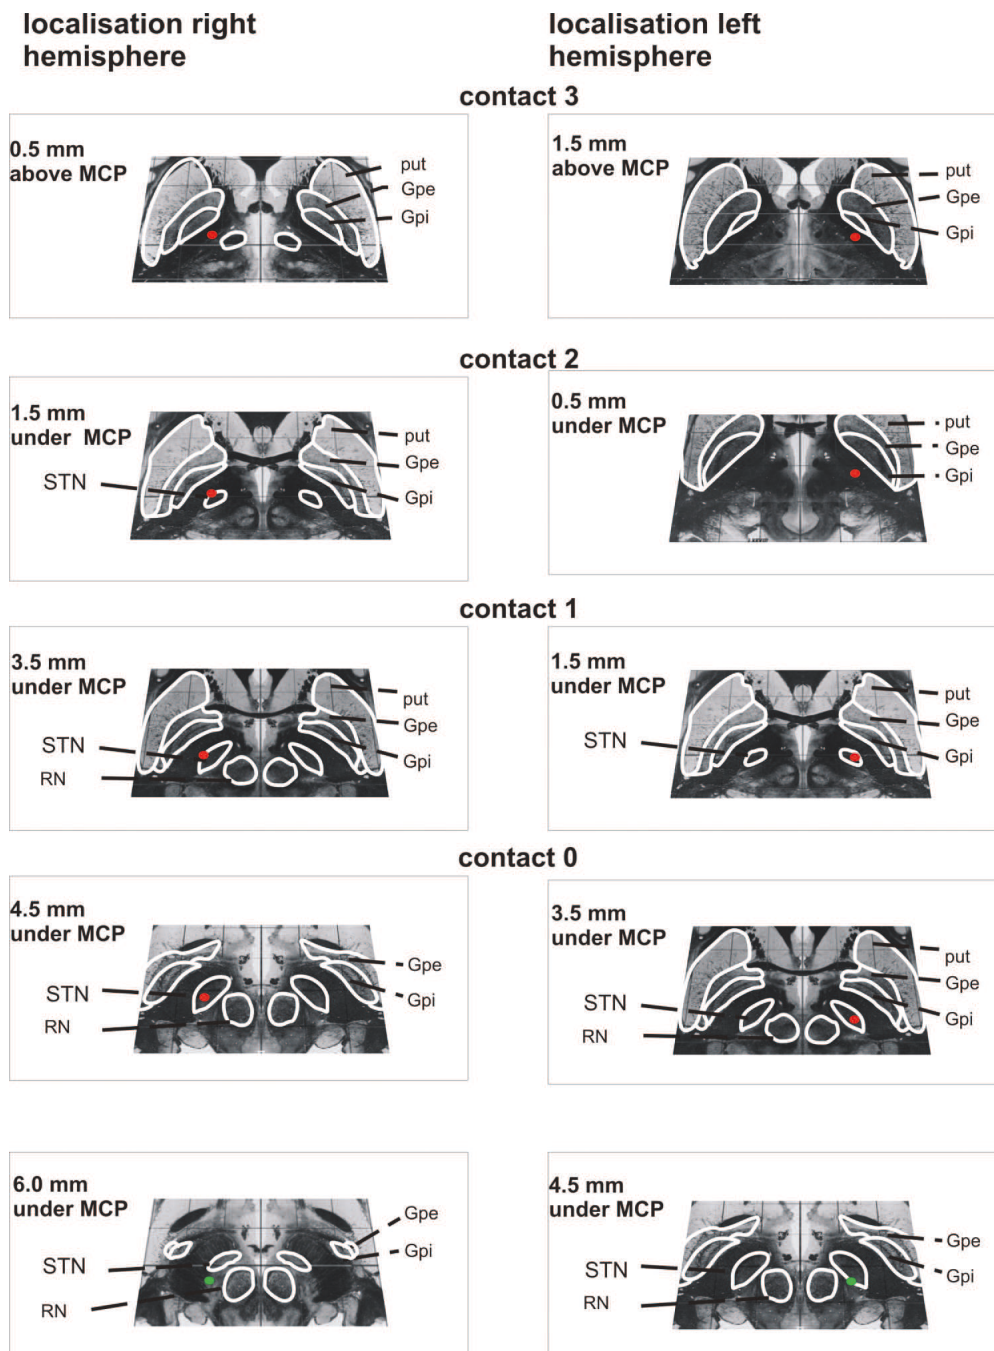 localisation right
hemisphere
localisation left
hemisphere
contact 3
0.5 mm
above MCP
put
Gpe
Gpi
1.5 mm
above MCP
put
Gpe
Gpi
contact 2
1.5 mm
under MCP
STN
put
Gpe
Gpi
0.5 mm
under MCP
put
Gpe
Gpi
contact 1
3.5 mm
under MCP
STN
RN
put
Gpe
Gpi
1.5 mm
under MCP
STN
put
Gpe
Gpi
contact 0
4.5 mm
under MCP
STN
RN
Gpe
Gpi
3.5 mm
under MCP
STN
RN
put
Gpe
Gpi
6.0 mm
under MCP
STN
RN
Gpe
Gpi
4.5 mm
under MCP
STN
RN
Gpe
Gpi